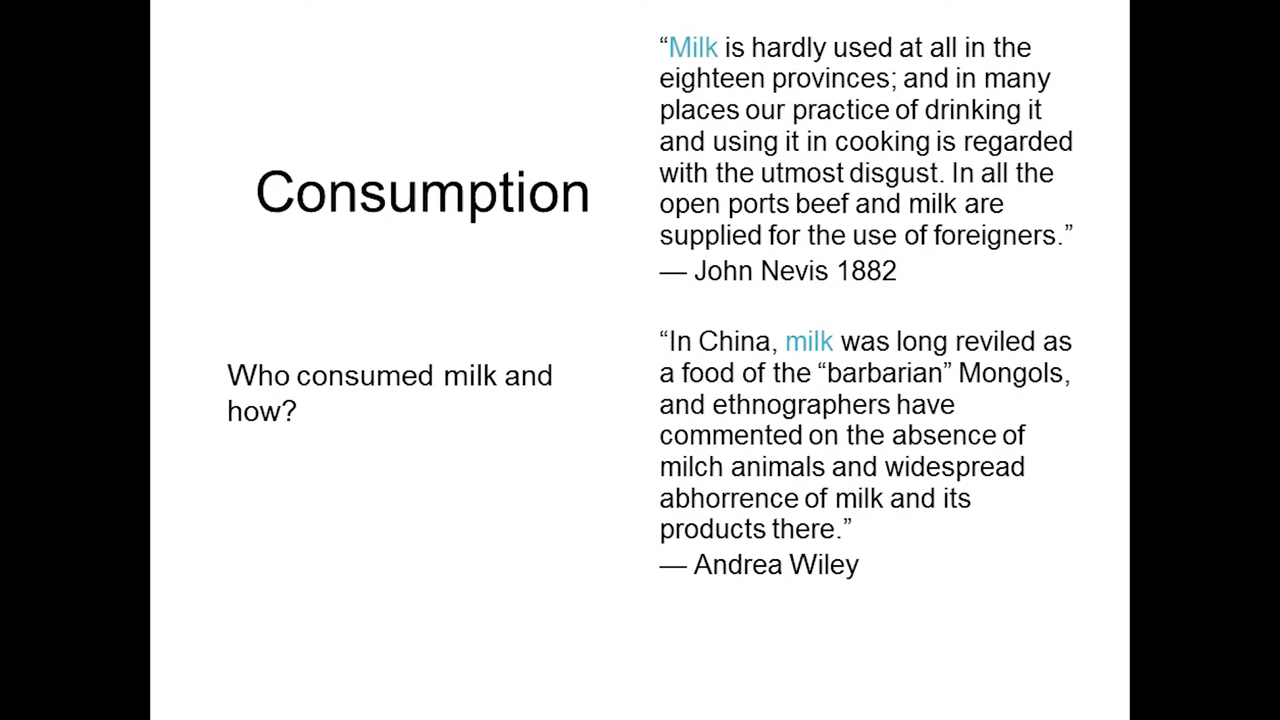 Consumption
Who consumed milk and
how?
“Milk is hardly used at all in the
eighteen provinces; and in many
places our practice of drinking it
and using it in cooking is regarded
with the utmost disgust. In all the
open ports beef and milk are
supplied for the use of foreigners.”
— John Nevis 1882
“In China, milk was long reviled as
a food of the “barbarian” Mongols,
and ethnographers have
commented on the absence of
milch animals and widespread
abhorrence of milk and its
products there.”
— Andrea Wiley